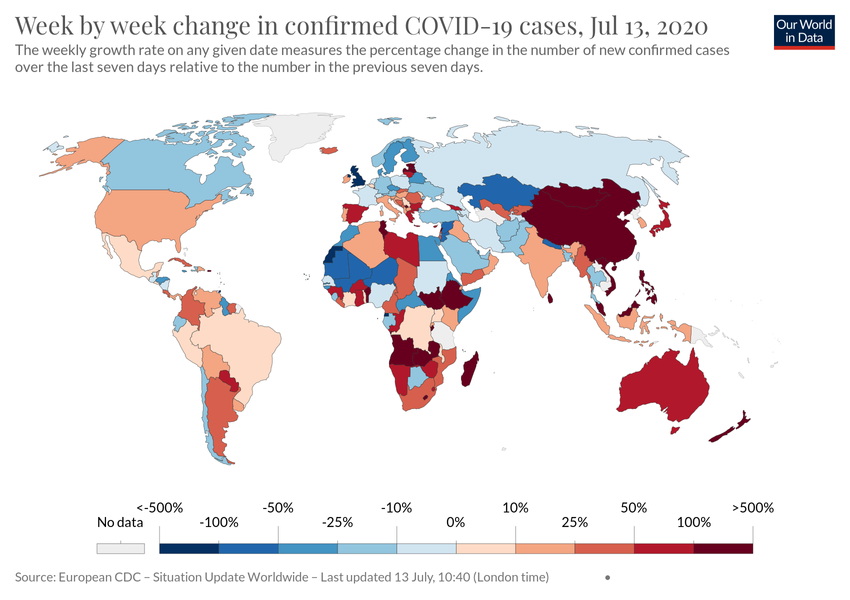 Week by week change in confirmed COVID-19 cases, Jul 13, 2020
Our World
in Data
The weekly growth rate on any given date measures the percentage change in the number of new confirmed cases
over the last seven days relative to the number in the previous seven days.
<-500% -50% -10% 10% 50% >500%
No data -100% -25% 0% 25% 100%
Source: European CDC – Situation Update Worldwide – Last updated 13 July, 10:40 (London time) •